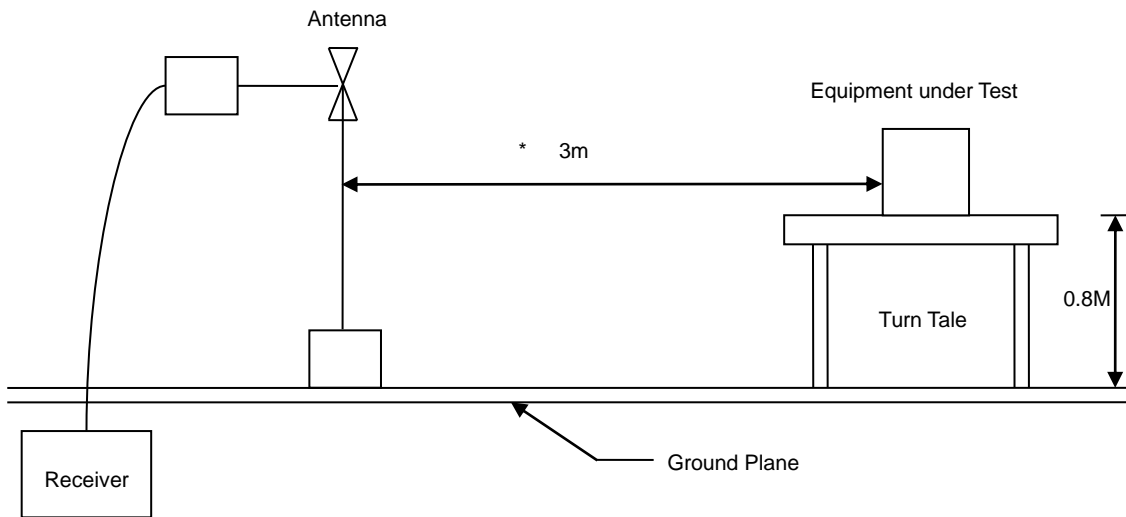 Antenna
Equipment under Test
* 3m
0.8M
Turn Tale
Ground Plane
Receiver